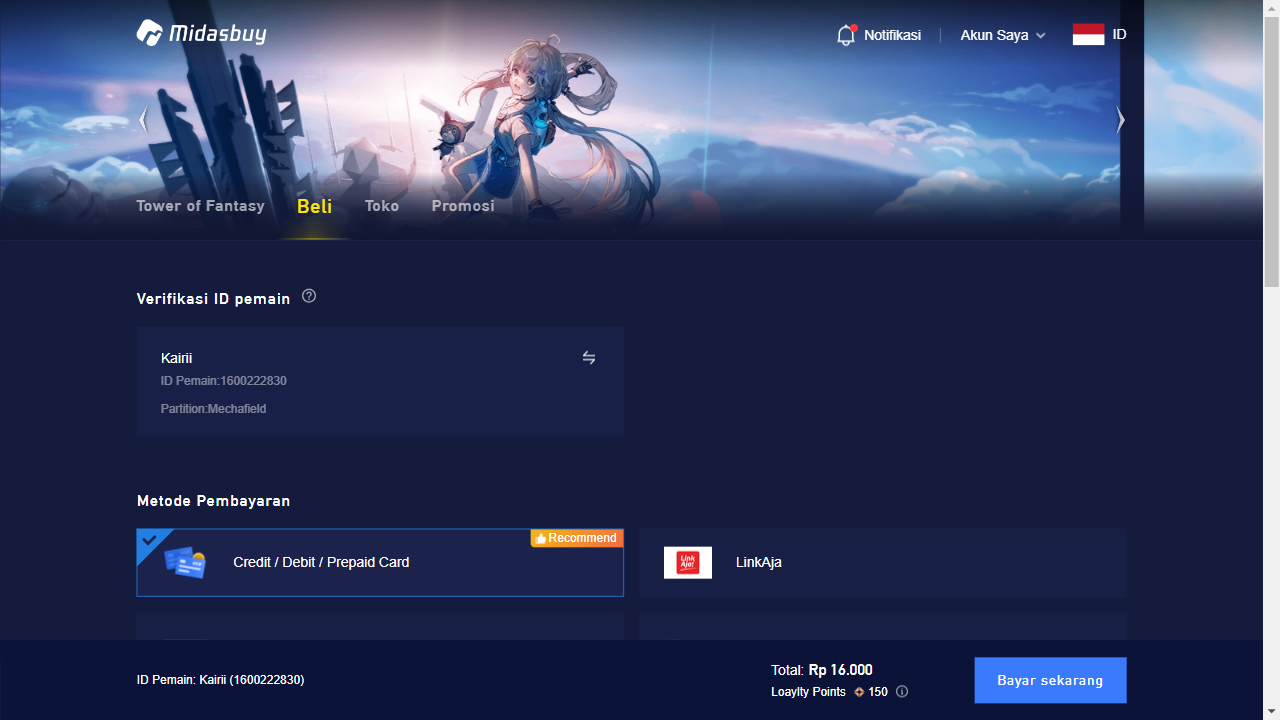 Midasbuy
Notifikasi
Akun Saya
ID
Tower of Fantasy
Beli
Toko
Promosi
Verifikasi ID pemain
Kairii
ID Pemain:1600222830
Partition:Mechafield
Metode Pembayaran
Recommend
Credit / Debit / Prepaid Card
Link
Aja!
LinkAja
Total: Rp 16.000
ID Pemain: Kairii (1600222830)
Loaylty Points 150
Bayar sekarang